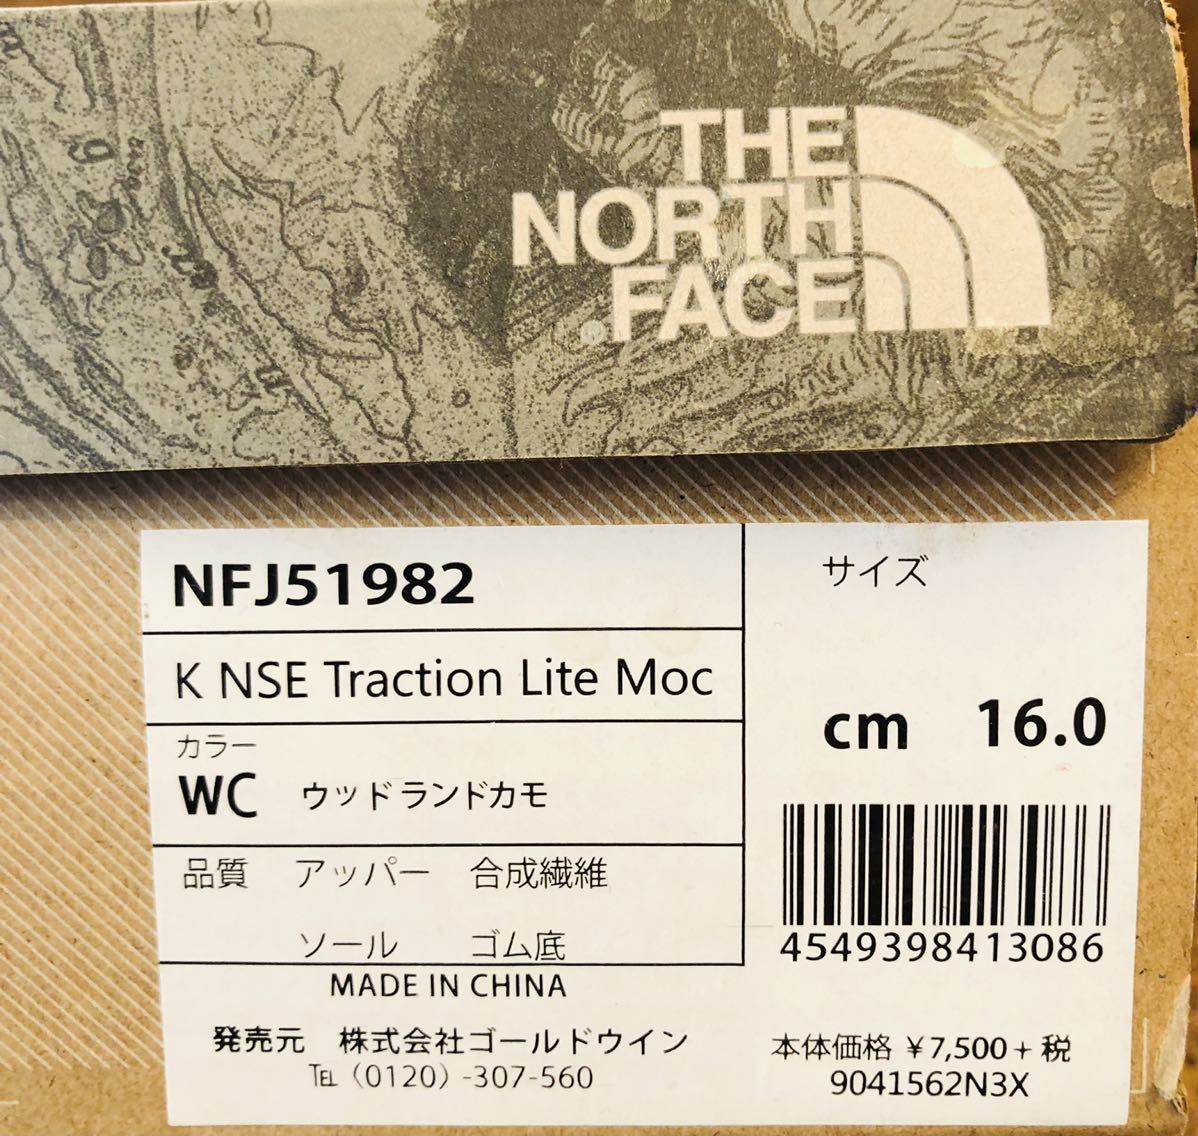 THE
NORTH
FACE
NFJ51982
K NSE Traction Lite Moc
カラー
WC ウッドランドカモ
品質 アッパー 合成繊維
ソール ゴム底
MADE IN CHINA
発売元 株式会社ゴールドウイン
TEL（0120）-307-560
サイズ
cm 16.0
4549398413086
本体価格 ￥7,500 + 税
9041562N3X